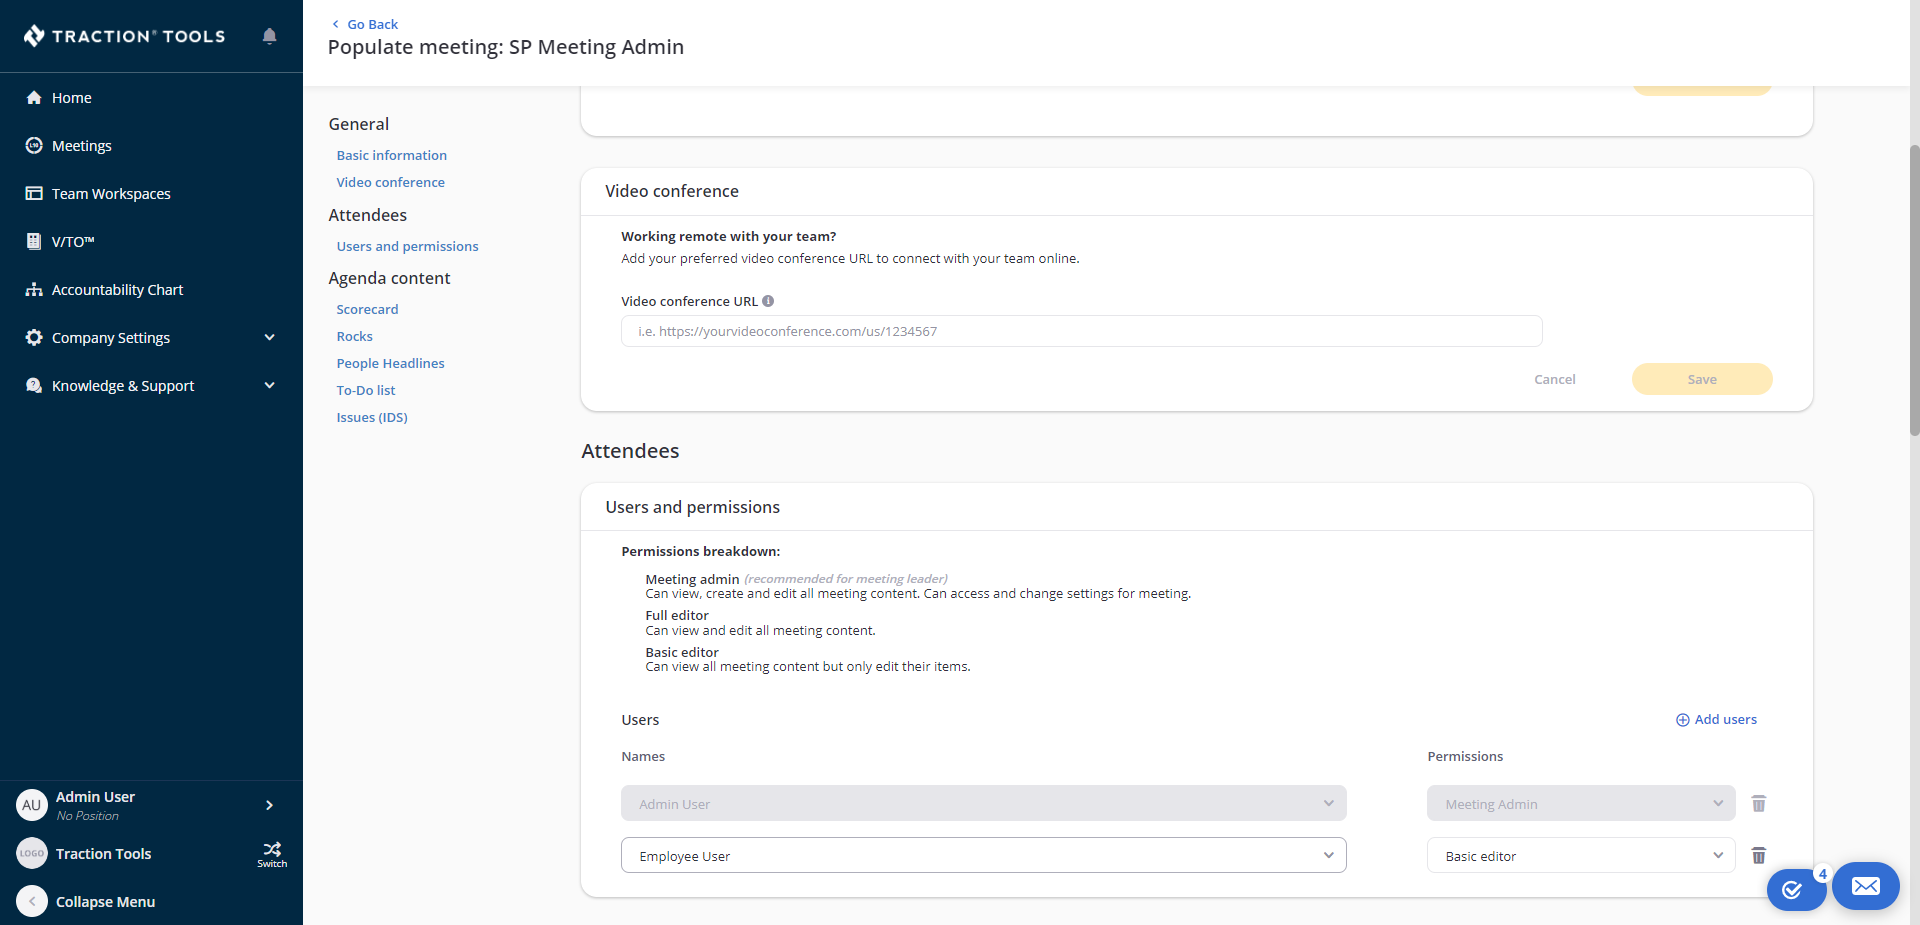 TRACTION® TOOLS
Home
Meetings
Team Workspaces
V/TO™
Accountability Chart
Company Settings
Knowledge & Support
AU
Admin User
No Position
LOGO
Traction Tools
Switch
Collapse Menu
Go Back
Populate meeting: SP Meeting Admin
General
Basic information
Video conference
Attendees
Users and permissions
Agenda content
Scorecard
Rocks
People Headlines
To-Do list
Issues (IDS)
Video conference
Working remote with your team?
Add your preferred video conference URL to connect with your team online.
Video conference URL
i.e. https://yourvideoconference.com/us/1234567
Cancel
Save
Attendees
Users and permissions
Permissions breakdown:
Meeting admin (recommended for meeting leader)
Can view, create and edit all meeting content. Can access and change settings for meeting.
Full editor
Can view and edit all meeting content.
Basic editor
Can view all meeting content but only edit their items.
Users
Add users
Names
Permissions
Admin User
Meeting Admin
Employee User
Basic editor
4